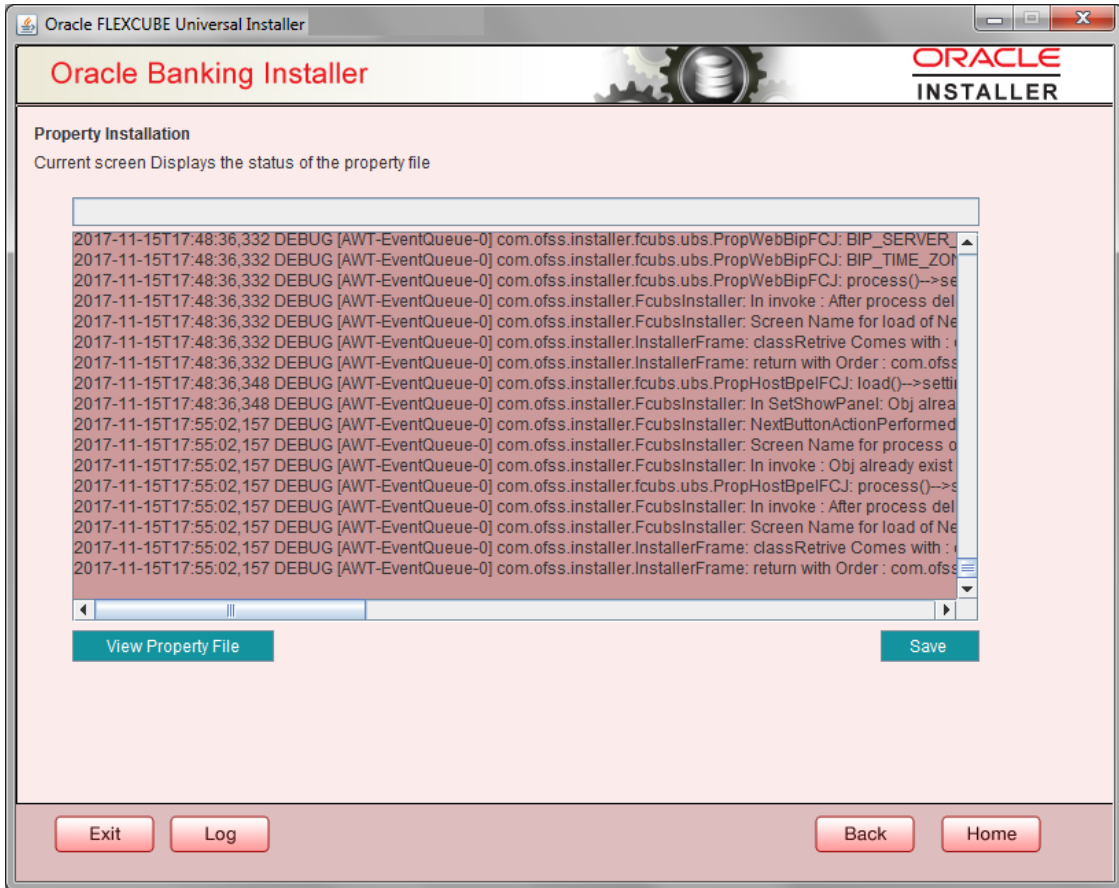 Oracle FLEXCUBE Universal Installer
Oracle Banking Installer
ORACLE
INSTALLER
Property Installation
Current screen Displays the status of the property file
2017-11-15T17:48:36,332 DEBUG [AWT-EventQueue-0] com.ofss.installer.fcubs.ubs.PropWebBipFCJ: BIP_SERVER_
2017-11-15T17:48:36,332 DEBUG [AWT-EventQueue-0] com.ofss.installer.fcubs.ubs.PropWebBipFCJ: BIP_TIME_ZON
2017-11-15T17:48:36,332 DEBUG [AWT-EventQueue-0] com.ofss.installer.fcubs.ubs.PropWebBipFCJ: process()-->se
2017-11-15T17:48:36,332 DEBUG [AWT-EventQueue-0] com.ofss.installer.FcubsInstaller: In invoke : After process del
2017-11-15T17:48:36,332 DEBUG [AWT-EventQueue-0] com.ofss.installer.FcubsInstaller: Screen Name for load of Ne
2017-11-15T17:48:36,332 DEBUG [AWT-EventQueue-0] com.ofss.installer.InstallerFrame: classRetrive Comes with :
2017-11-15T17:48:36,332 DEBUG [AWT-EventQueue-0] com.ofss.installer.InstallerFrame: return with Order : com.ofss
2017-11-15T17:48:36,348 DEBUG [AWT-EventQueue-0] com.ofss.installer.fcubs.ubs.PropHostBpelFCJ: load()-->settin
2017-11-15T17:48:36,348 DEBUG [AWT-EventQueue-0] com.ofss.installer.FcubsInstaller: In SetShowPanel: Obj alrea
2017-11-15T17:55:02,157 DEBUG [AWT-EventQueue-0] com.ofss.installer.FcubsInstaller: NextButtonActionPerformed
2017-11-15T17:55:02,157 DEBUG [AWT-EventQueue-0] com.ofss.installer.FcubsInstaller: Screen Name for process o
2017-11-15T17:55:02,157 DEBUG [AWT-EventQueue-0] com.ofss.installer.FcubsInstaller: In invoke : Obj already exist
2017-11-15T17:55:02,157 DEBUG [AWT-EventQueue-0] com.ofss.installer.fcubs.ubs.PropHostBpelFCJ: process()-->s
2017-11-15T17:55:02,157 DEBUG [AWT-EventQueue-0] com.ofss.installer.FcubsInstaller: In invoke : After process del
2017-11-15T17:55:02,157 DEBUG [AWT-EventQueue-0] com.ofss.installer.FcubsInstaller: Screen Name for load of Ne
2017-11-15T17:55:02,157 DEBUG [AWT-EventQueue-0] com.ofss.installer.InstallerFrame: classRetrive Comes with :
2017-11-15T17:55:02,157 DEBUG [AWT-EventQueue-0] com.ofss.installer.InstallerFrame: return with Order : com.ofss
View Property File
Save
Exit
Log
Back
Home